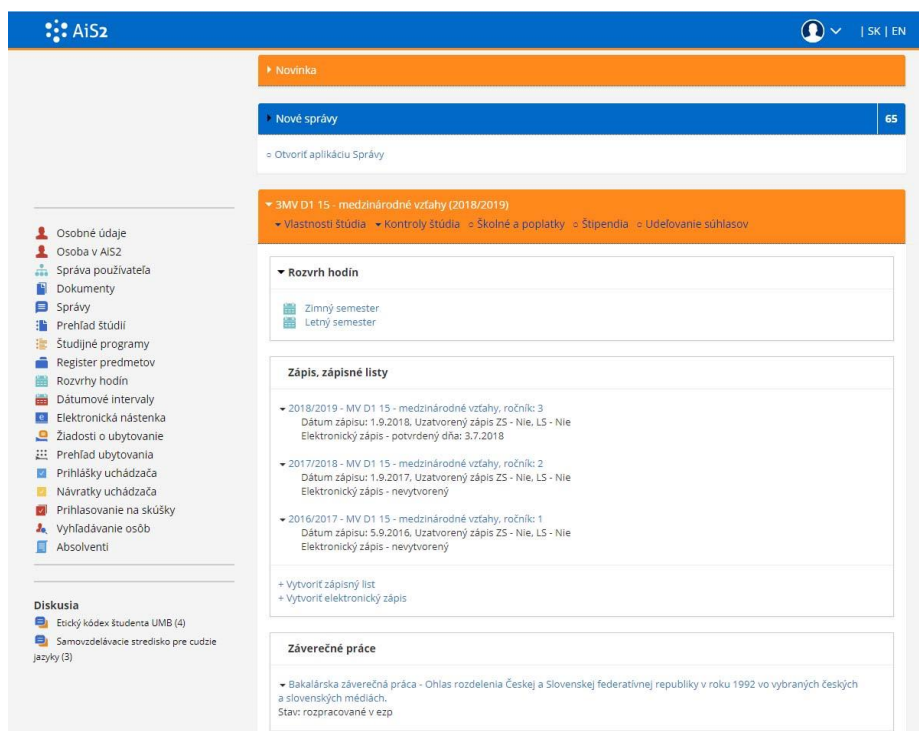 AiS2
| SK | EN
Novinka
Nové správy 65
Otvoriť aplikáciu Správy
3MV D1 15 - medzinárodné vzťahy (2018/2019)
Vlastnosti štúdia Kontroly štúdia Školné a poplatky Štipendia Udeľovanie súhlasov
Osobné údaje
Osoba v AiS2
Správa používateľa
Dokumenty
Správy
Prehľad štúdií
Študijné programy
Register predmetov
Rozvrhy hodín
Dátumové intervaly
Elektronická nástenka
Žiadosti o ubytovanie
Prehľad ubytovania
Prihlášky uchádzača
Návratky uchádzača
Prihlasovanie na skúšky
Vyhľadávanie osôb
Absolventi
Diskusia
Etický kódex študenta UMB (4)
Samovzdelávacie stredisko pre cudzie
jazyky (3)
Rozvrh hodín
Zimný semester
Letný semester
Zápis, zápisné listy
2018/2019 - MV D1 15 - medzinárodné vzťahy, ročník: 3
Dátum zápisu: 1.9.2018, Uzatvorený zápis ZS - Nie, LS - Nie
Elektronický zápis - potvrdený dňa: 3.7.2018
2017/2018 - MV D1 15 - medzinárodné vzťahy, ročník: 2
Dátum zápisu: 1.9.2017, Uzatvorený zápis ZS - Nie, LS - Nie
Elektronický zápis - nevytvorený
2016/2017 - MV D1 15 - medzinárodné vzťahy, ročník: 1
Dátum zápisu: 5.9.2016, Uzatvorený zápis ZS - Nie, LS - Nie
Elektronický zápis - nevytvorený
+ Vytvoriť zápisný list
+ Vytvoriť elektronický zápis
Záverečné práce
Bakalárska záverečná práca - Ohlas rozdelenia Českej a Slovenskej federatívnej republiky v roku 1992 vo vybraných českých
a slovenských médiách.
Stav: rozpracované v ezp